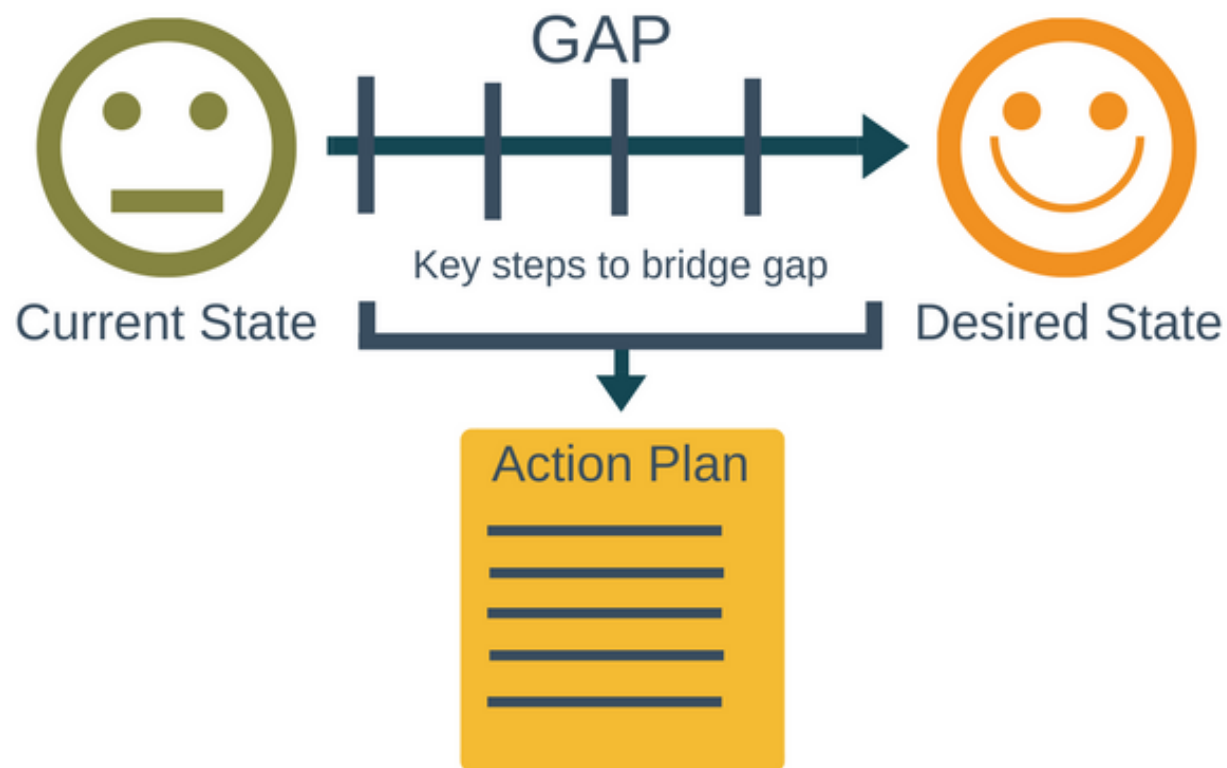 GAP
Key steps to bridge gap
Current State
Desired State
Action Plan